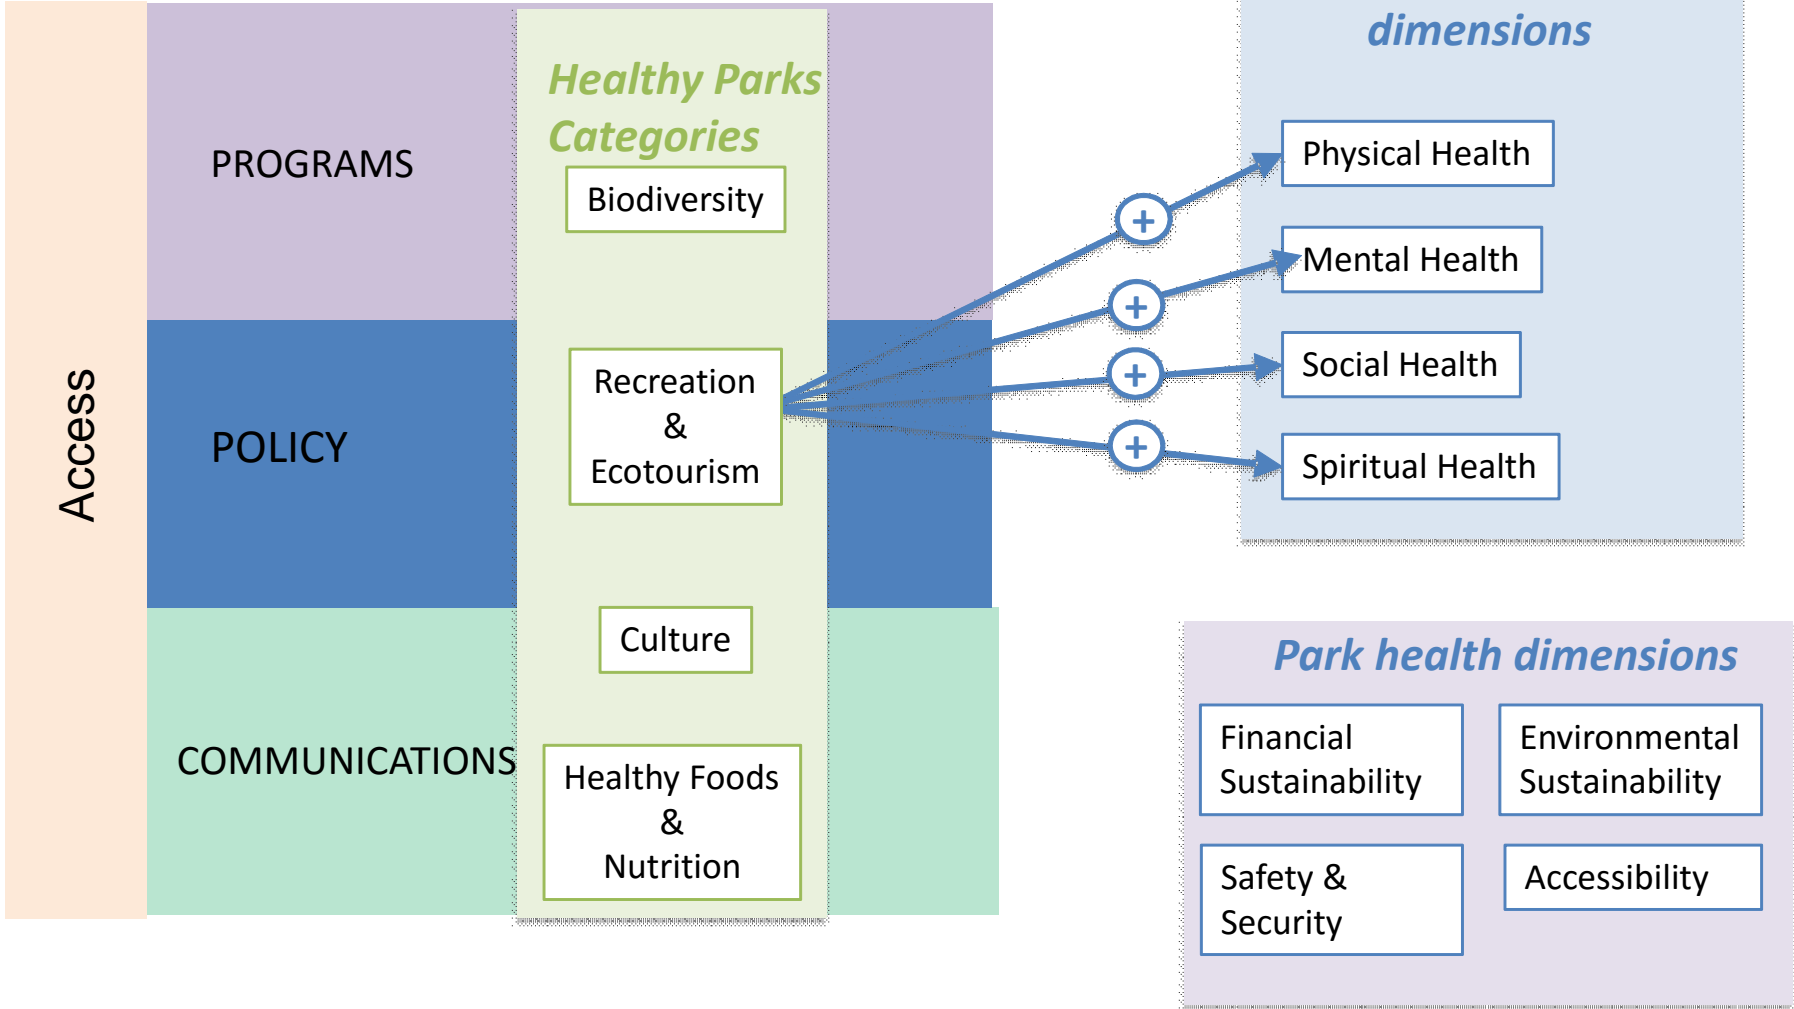 Access
PROGRAMS
POLICY
COMMUNICATIONS
Healthy Parks
Categories
Biodiversity
Recreation
&
Ecotourism
Culture
Healthy Foods
&
Nutrition
+
+
+
+
dimensions
Physical Health
Mental Health
Social Health
Spiritual Health
Park health dimensions
Financial
Sustainability
Environmental
Sustainability
Safety &
Security
Accessibility